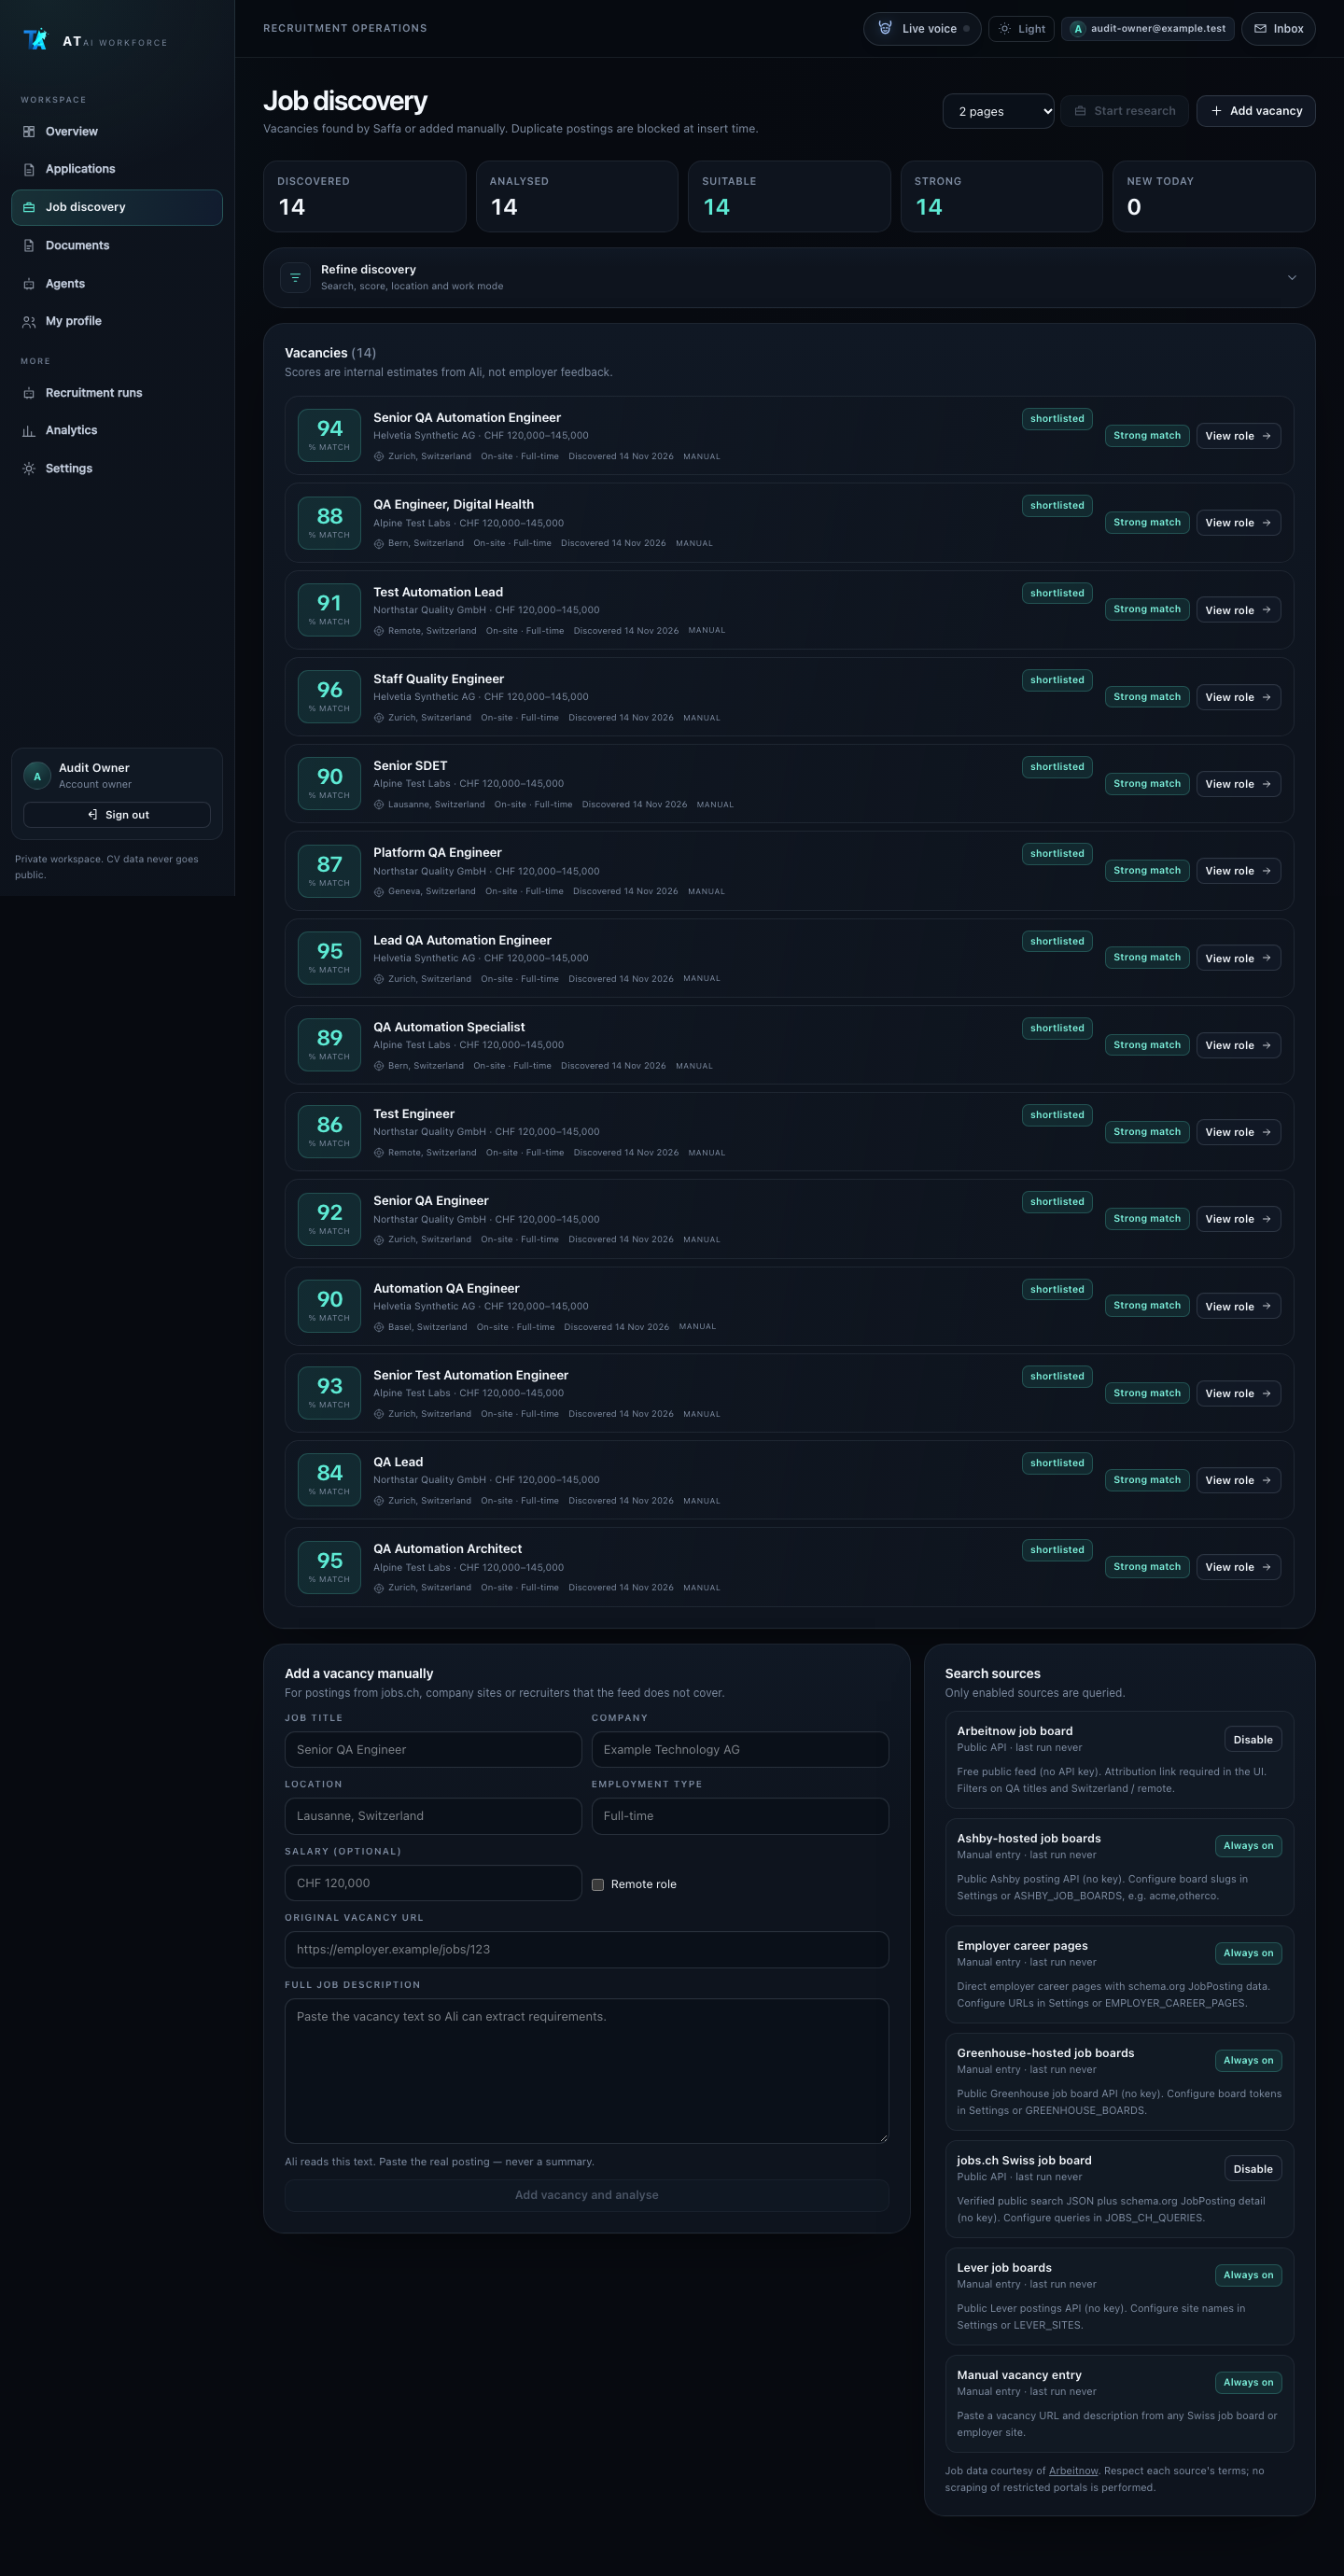 ATAI WORKFORCE
WORKSPACE
Overview
Applications
Job discovery
Documents
Agents
My profile
MORE
Recruitment runs
Analytics
Settings
A
Audit Owner
Account owner
Sign out
Private workspace. CV data never goes
public.
RECRUITMENT OPERATIONS
Live voice
Light
A audit-owner@example.test
Inbox
Job discovery
Vacancies found by Saffa or added manually. Duplicate postings are blocked at insert time.
2 pages
Start research
Add vacancy
DISCOVERED
14
ANALYSED
14
SUITABLE
14
STRONG
14
NEW TODAY
0
Refine discovery
Search, score, location and work mode
Vacancies (14)
Scores are internal estimates from Ali, not employer feedback.
94
% MATCH
Senior QA Automation Engineer
Helvetia Synthetic AG · CHF 120,000–145,000
Zurich, Switzerland On-site · Full-time Discovered 14 Nov 2026 MANUAL
shortlisted
Strong match
View role →
88
% MATCH
QA Engineer, Digital Health
Alpine Test Labs · CHF 120,000–145,000
Bern, Switzerland On-site · Full-time Discovered 14 Nov 2026 MANUAL
shortlisted
Strong match
View role →
91
% MATCH
Test Automation Lead
Northstar Quality GmbH · CHF 120,000–145,000
Remote, Switzerland On-site · Full-time Discovered 14 Nov 2026 MANUAL
shortlisted
Strong match
View role →
96
% MATCH
Staff Quality Engineer
Helvetia Synthetic AG · CHF 120,000–145,000
Zurich, Switzerland On-site · Full-time Discovered 14 Nov 2026 MANUAL
shortlisted
Strong match
View role →
90
% MATCH
Senior SDET
Alpine Test Labs · CHF 120,000–145,000
Lausanne, Switzerland On-site · Full-time Discovered 14 Nov 2026 MANUAL
shortlisted
Strong match
View role →
87
% MATCH
Platform QA Engineer
Northstar Quality GmbH · CHF 120,000–145,000
Geneva, Switzerland On-site · Full-time Discovered 14 Nov 2026 MANUAL
shortlisted
Strong match
View role →
95
% MATCH
Lead QA Automation Engineer
Helvetia Synthetic AG · CHF 120,000–145,000
Zurich, Switzerland On-site · Full-time Discovered 14 Nov 2026 MANUAL
shortlisted
Strong match
View role →
89
% MATCH
QA Automation Specialist
Alpine Test Labs · CHF 120,000–145,000
Bern, Switzerland On-site · Full-time Discovered 14 Nov 2026 MANUAL
shortlisted
Strong match
View role →
86
% MATCH
Test Engineer
Northstar Quality GmbH · CHF 120,000–145,000
Remote, Switzerland On-site · Full-time Discovered 14 Nov 2026 MANUAL
shortlisted
Strong match
View role →
92
% MATCH
Senior QA Engineer
Northstar Quality GmbH · CHF 120,000–145,000
Zurich, Switzerland On-site · Full-time Discovered 14 Nov 2026 MANUAL
shortlisted
Strong match
View role →
90
% MATCH
Automation QA Engineer
Helvetia Synthetic AG · CHF 120,000–145,000
Basel, Switzerland On-site · Full-time Discovered 14 Nov 2026 MANUAL
shortlisted
Strong match
View role →
93
% MATCH
Senior Test Automation Engineer
Alpine Test Labs · CHF 120,000–145,000
Zurich, Switzerland On-site · Full-time Discovered 14 Nov 2026 MANUAL
shortlisted
Strong match
View role →
84
% MATCH
QA Lead
Northstar Quality GmbH · CHF 120,000–145,000
Zurich, Switzerland On-site · Full-time Discovered 14 Nov 2026 MANUAL
shortlisted
Strong match
View role →
95
% MATCH
QA Automation Architect
Alpine Test Labs · CHF 120,000–145,000
Zurich, Switzerland On-site · Full-time Discovered 14 Nov 2026 MANUAL
shortlisted
Strong match
View role →
Add a vacancy manually
For postings from jobs.ch, company sites or recruiters that the feed does not cover.
JOB TITLE
Senior QA Engineer
COMPANY
Example Technology AG
LOCATION
Lausanne, Switzerland
EMPLOYMENT TYPE
Full-time
SALARY (OPTIONAL)
CHF 120,000
Remote role
ORIGINAL VACANCY URL
https://employer.example/jobs/123
FULL JOB DESCRIPTION
Paste the vacancy text so Ali can extract requirements.
Ali reads this text. Paste the real posting — never a summary.
Add vacancy and analyse
Search sources
Only enabled sources are queried.
Arbeitnow job board
Public API · last run never
Disable
Free public feed (no API key). Attribution link required in the UI.
Filters on QA titles and Switzerland / remote.
Ashby-hosted job boards
Manual entry · last run never
Always on
Public Ashby posting API (no key). Configure board slugs in
Settings or ASHBY_JOB_BOARDS, e.g. acme,otherco.
Employer career pages
Manual entry · last run never
Always on
Direct employer career pages with schema.org JobPosting data.
Configure URLs in Settings or EMPLOYER_CAREER_PAGES.
Greenhouse-hosted job boards
Manual entry · last run never
Always on
Public Greenhouse job board API (no key). Configure board tokens
in Settings or GREENHOUSE_BOARDS.
jobs.ch Swiss job board
Public API · last run never
Disable
Verified public search JSON plus schema.org JobPosting detail
(no key). Configure queries in JOBS_CH_QUERIES.
Lever job boards
Manual entry · last run never
Always on
Public Lever postings API (no key). Configure site names in
Settings or LEVER_SITES.
Manual vacancy entry
Manual entry · last run never
Always on
Paste a vacancy URL and description from any Swiss job board or
employer site.
Job data courtesy of Arbeitnow. Respect each source's terms; no
scraping of restricted portals is performed.